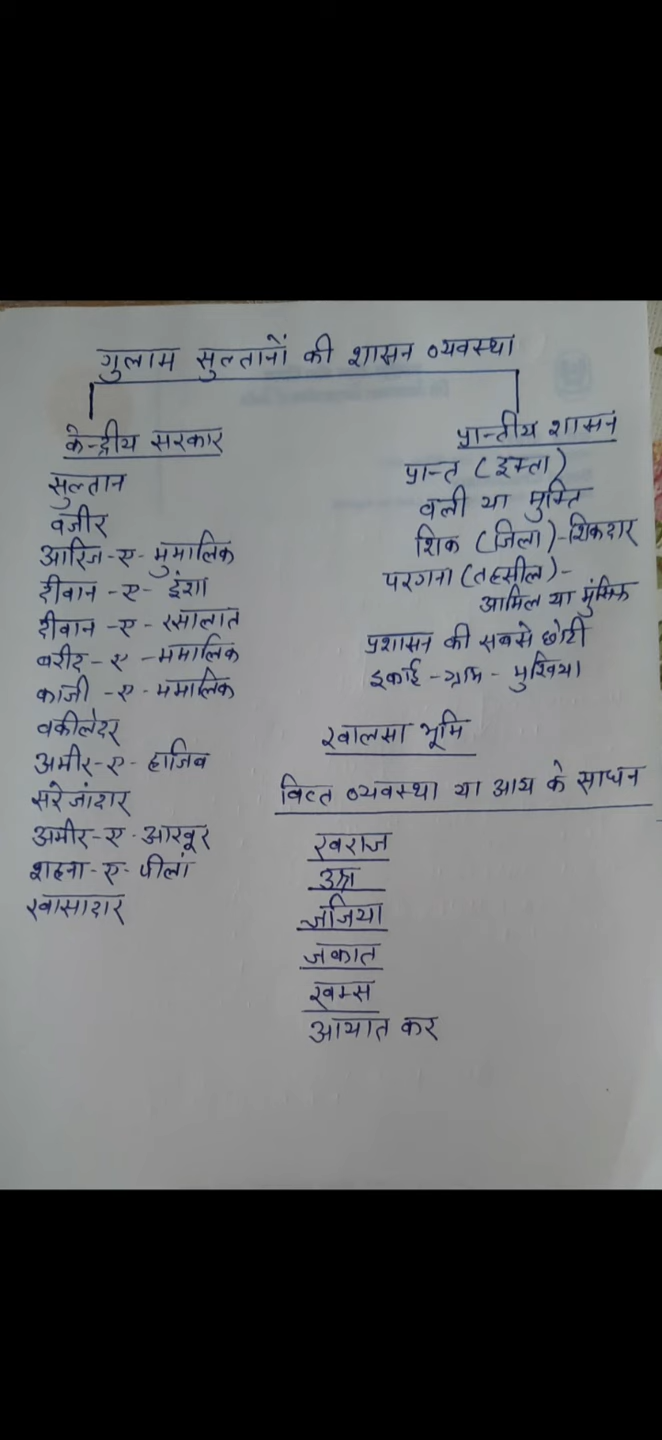 गुलाम सुल्तानों की शासन व्यवस्था
केन्द्रीय सरकार
सुल्तान
वजीर
आरिज-ए-मुमालिक
दीवान-ए-इंशा
दीवान-ए-रसालात
बरीद-ए-ममालिक
काजी-ए-ममालिक
वकीलेदर
अमीर-ए-हाजिब
सरेजांदार
अमीर-ए-आखूर
शहना-ए-पीलां
खासादार
प्रान्तीय शासन
प्रान्त (इक्ता)
वली या मुक्ति
शिक (जिला)-शिकदार
परगना (तहसील)-
आमिल या मुंसिफ
प्रशासन की सबसे छोटी
इकाई-ग्राम-मुखिया
खालसा भूमि
वित्त व्यवस्था या आय के साधन
खराज
उश्र
जजिया
जकात
खम्स
आयात कर